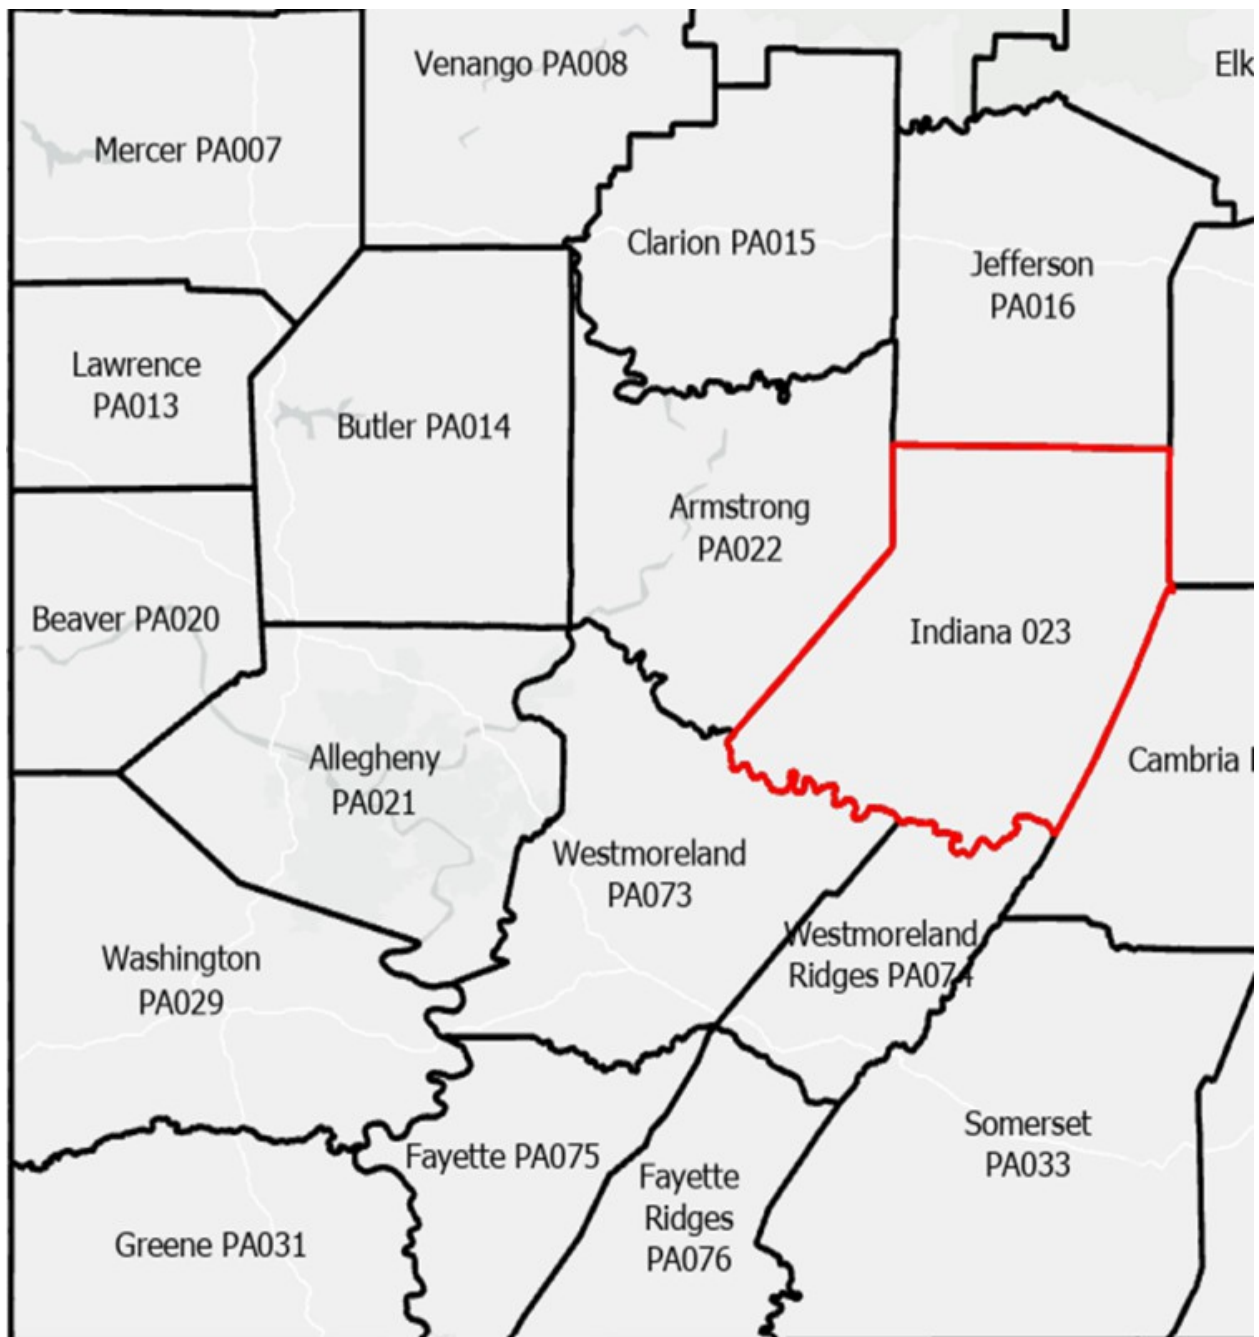 Venango PA008
Elk
Mercer PA007
Clarion PA015
Jefferson
PA016
Lawrence
PA013
Butler PA014
Armstrong
PA022
Beaver PA020
Indiana 023
Allegheny
PA021
Cambria
Westmoreland
PA073
Westmoreland
Ridges PA074
Washington
PA029
Somerset
PA033
Fayette PA075
Fayette
Ridges
PA076
Greene PA031